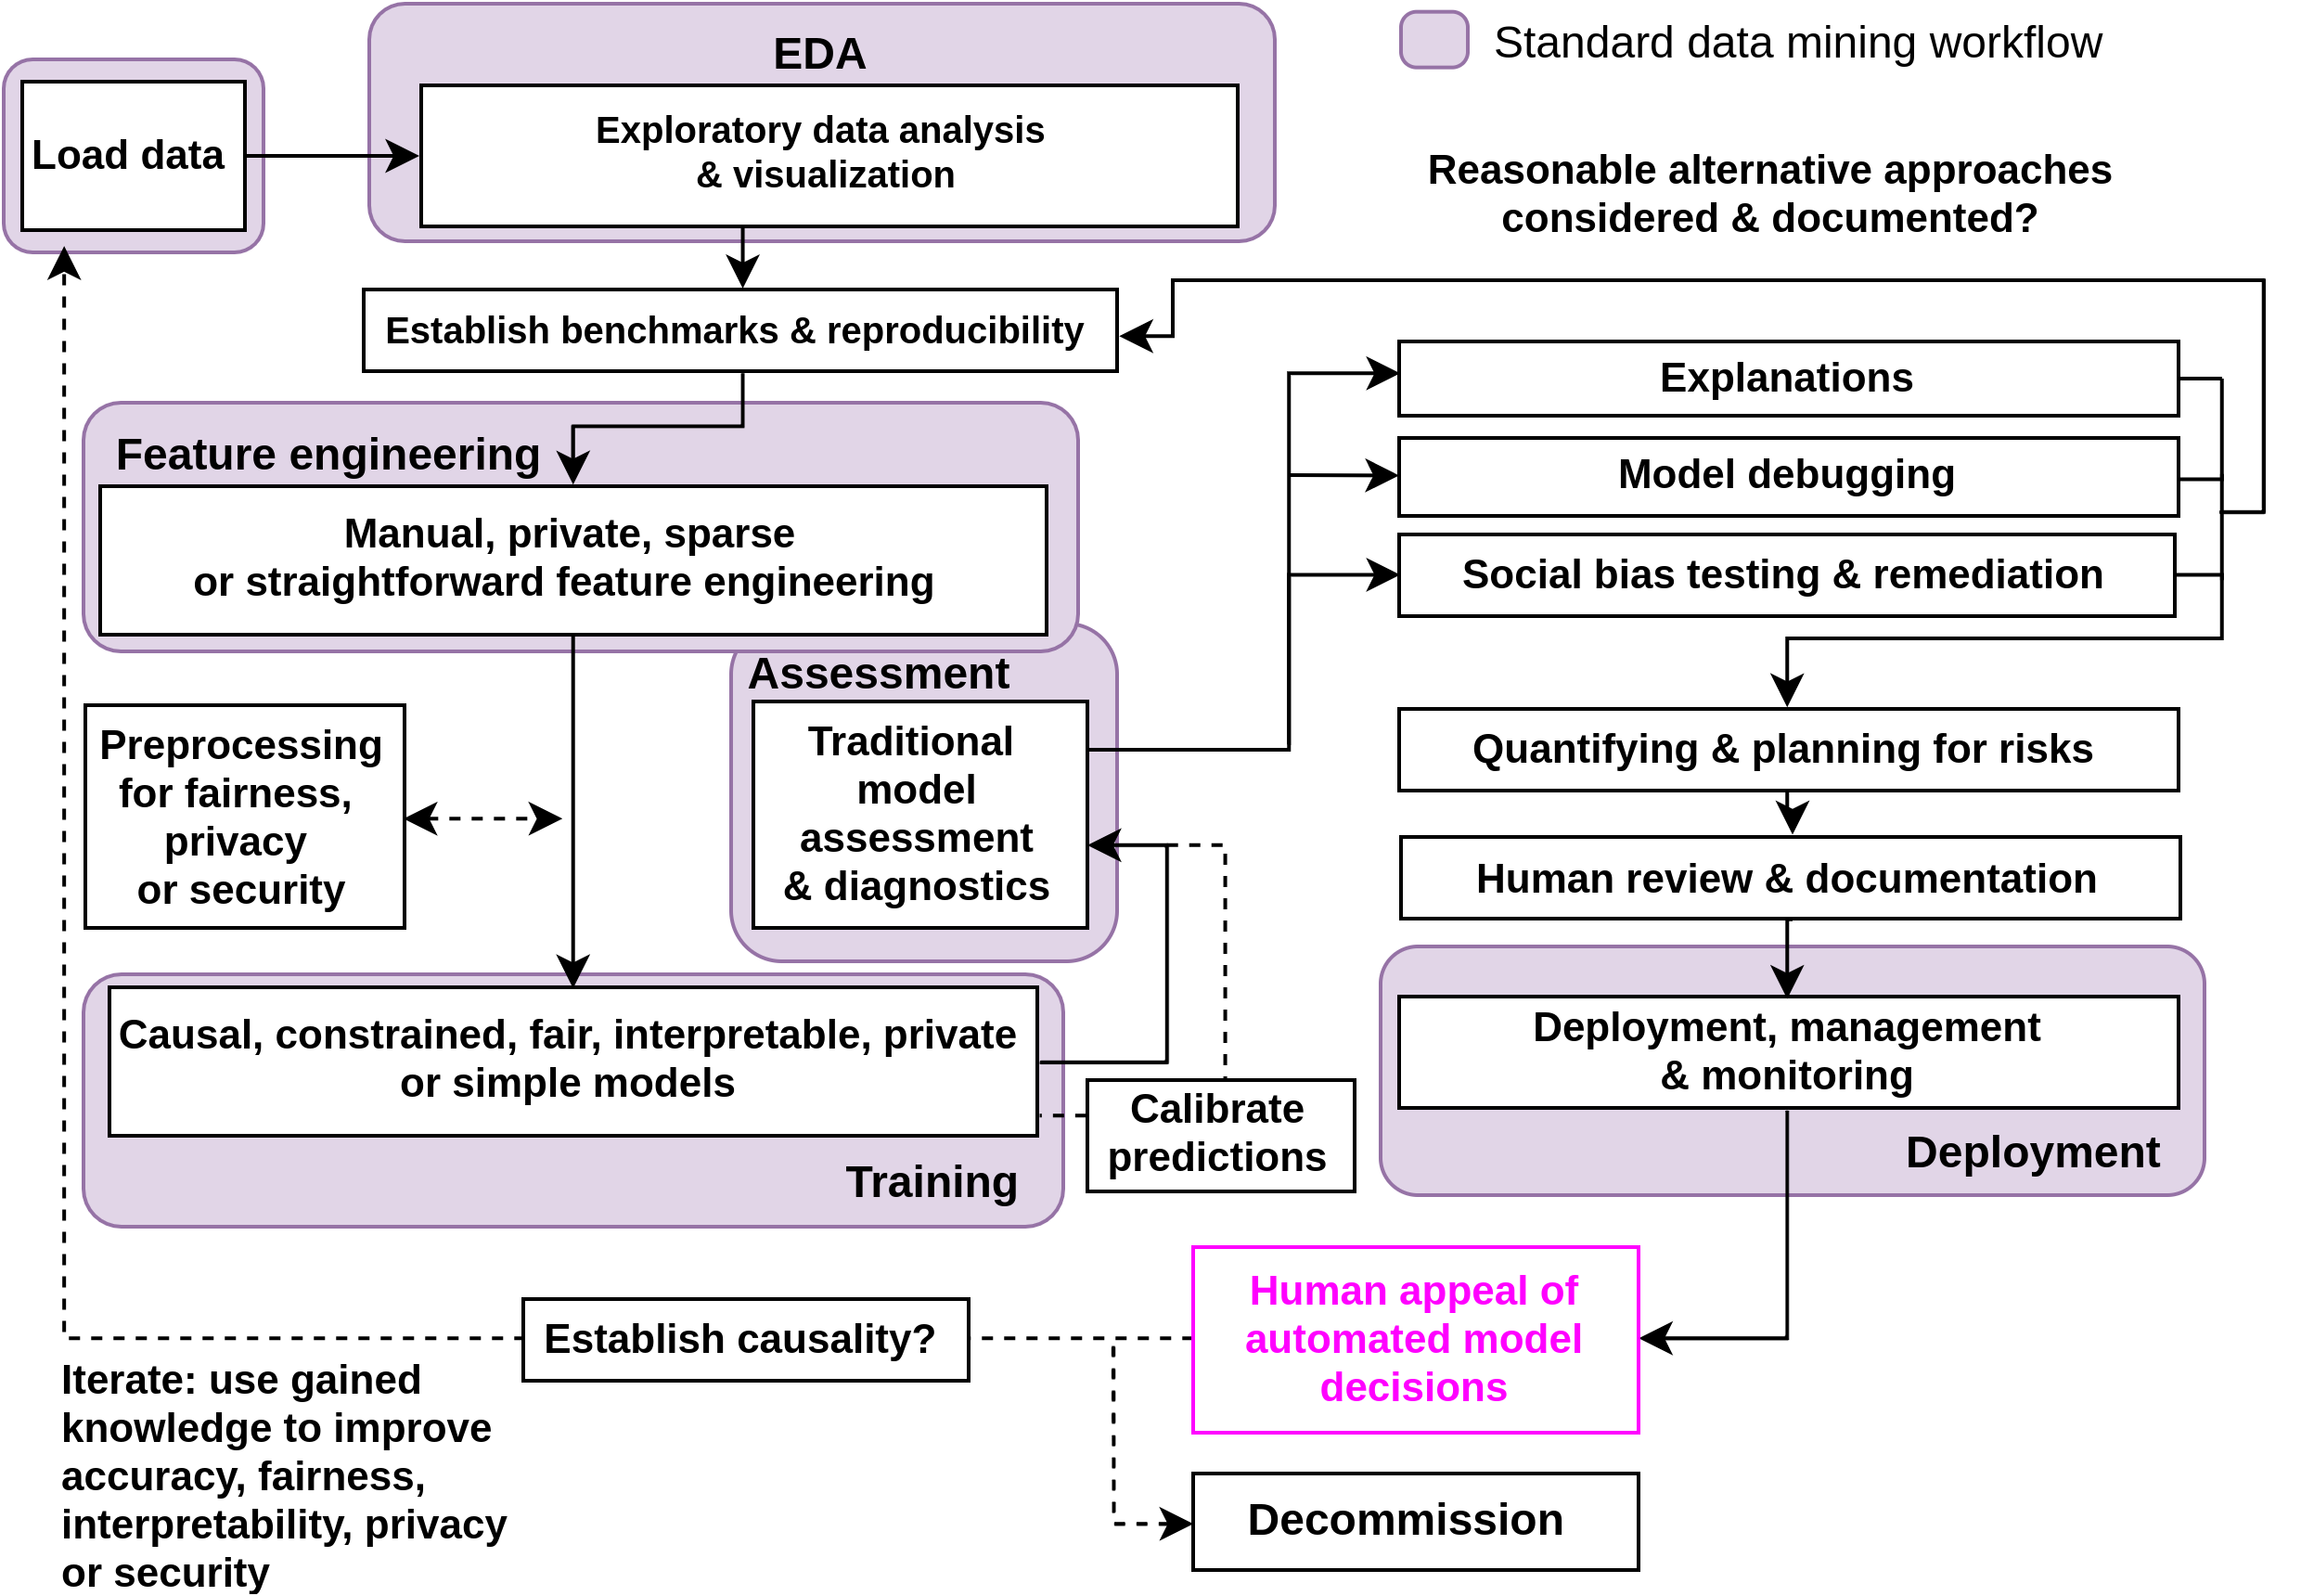 EDA
Standard data mining workflow
Load data
Exploratory data analysis
& visualization
Reasonable alternative approaches
considered & documented?
Establish benchmarks & reproducibility
Explanations
Feature engineering
Model debugging
Manual, private, sparse
or straightforward feature engineering
Social bias testing & remediation
Assessment
Preprocessing
for fairness,
privacy
or security
Traditional
model
assessment
& diagnostics
Quantifying & planning for risks
Human review & documentation
Causal, constrained, fair, interpretable, private
or simple models
Training
Calibrate
predictions
Deployment, management
& monitoring
Deployment
Human appeal of
automated model
decisions
Establish causality?
Iterate: use gained
knowledge to improve
accuracy, fairness,
interpretability, privacy
or security
Decommission